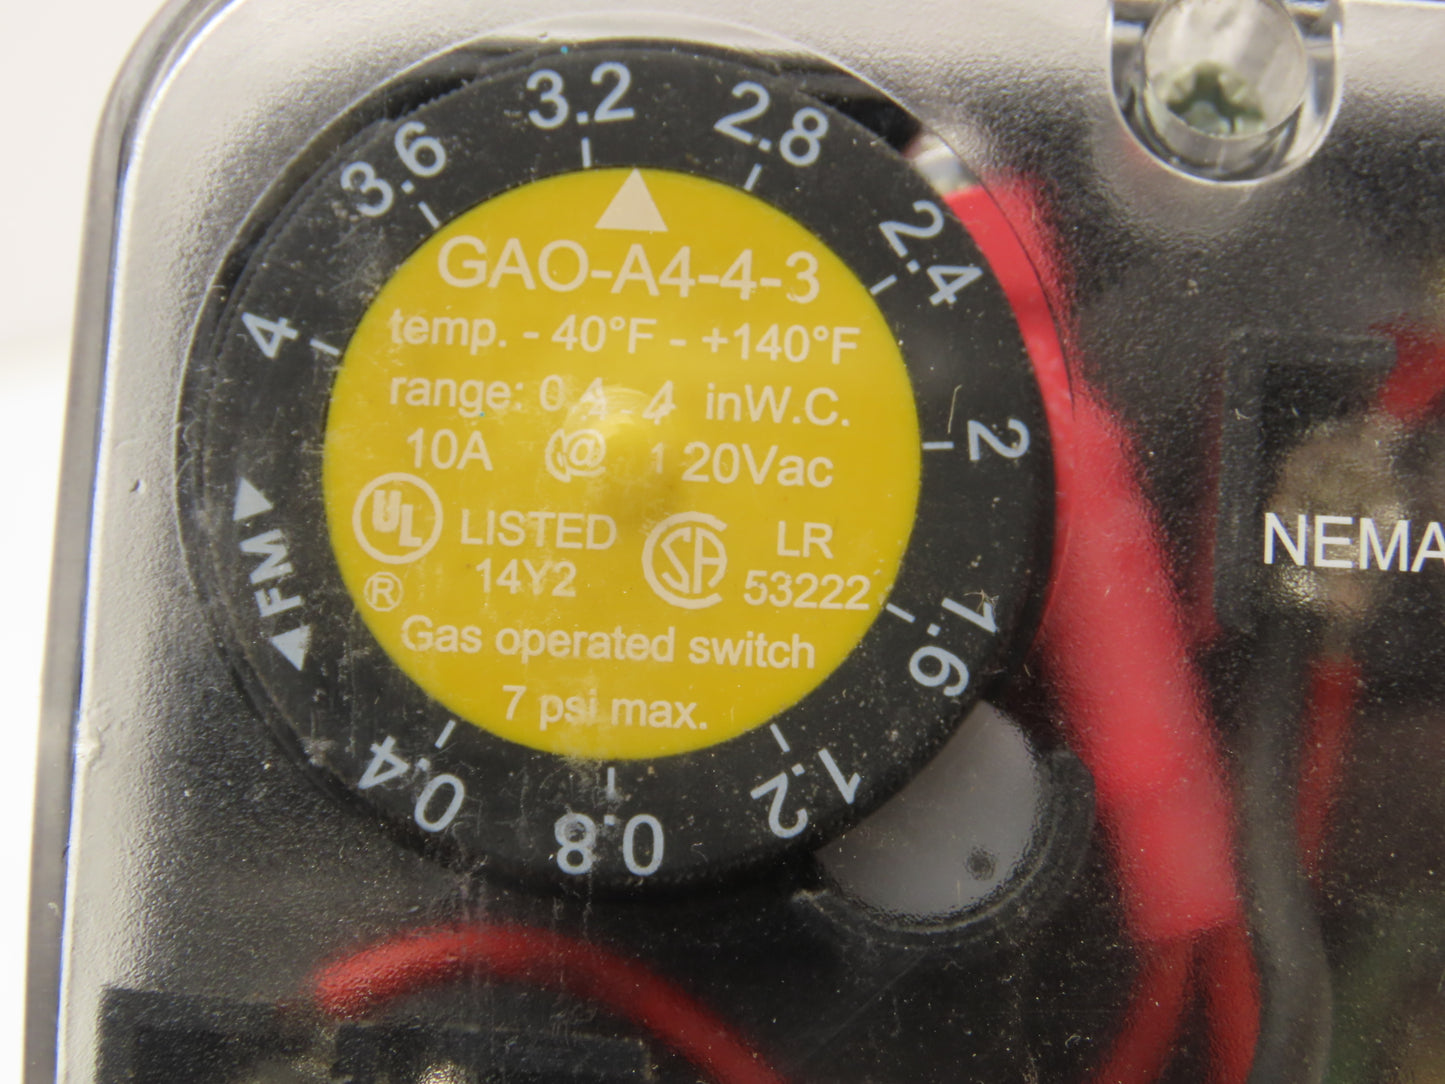 3.2
2.8
2.4
2
1.6
1.2
0.8
0.4
◄FM►
4
3.6
GAO-A4-4-3
temp. - 40°F - +140°F
range: 0.4 4 inW.C.
10A @ 120Vac
UL LISTED
14Y2
®
SA LR
53222
Gas operated switch
7 psi max.
NEMA